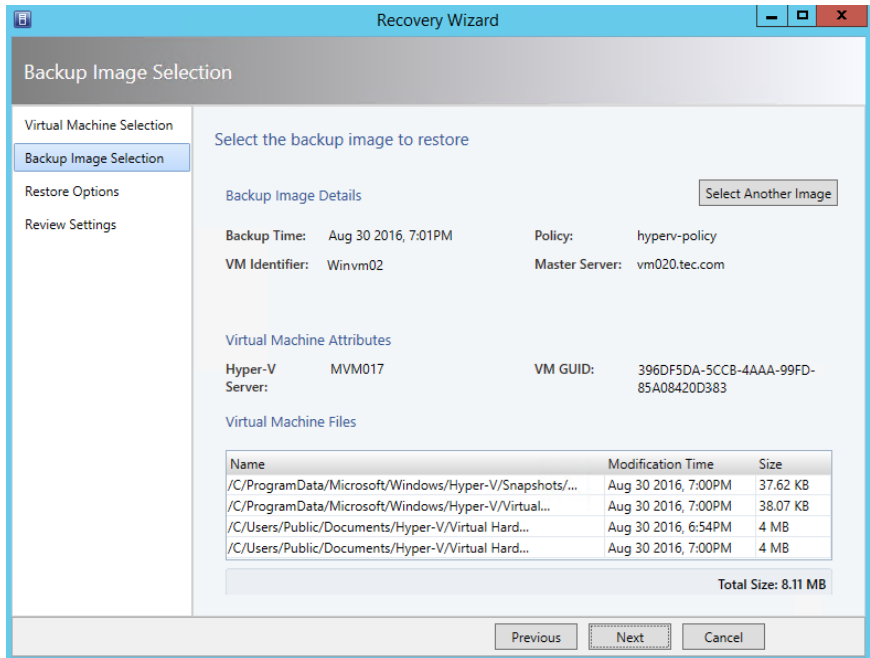 Recovery Wizard
Backup Image Selection
Virtual Machine Selection
Backup Image Selection
Restore Options
Review Settings
Select the backup image to restore
Backup Image Details
Select Another Image
Backup Time: Aug 30 2016, 7:01PM Policy: hyperv-policy
VM Identifier: Winvm02 Master Server: vm020.tec.com
Virtual Machine Attributes
Hyper-V MVM017 VM GUID: 396DF5DA-5CCB-4AAA-99FD-
Server: 85A08420D383
Virtual Machine Files
Name Modification Time Size
/C/ProgramData/Microsoft/Windows/Hyper-V/Snapshots/... Aug 30 2016, 7:00PM 37.62 KB
/C/ProgramData/Microsoft/Windows/Hyper-V/Virtual... Aug 30 2016, 7:00PM 38.07 KB
/C/Users/Public/Documents/Hyper-V/Virtual Hard... Aug 30 2016, 6:54PM 4 MB
/C/Users/Public/Documents/Hyper-V/Virtual Hard... Aug 30 2016, 7:00PM 4 MB
Total Size: 8.11 MB
Previous Next Cancel